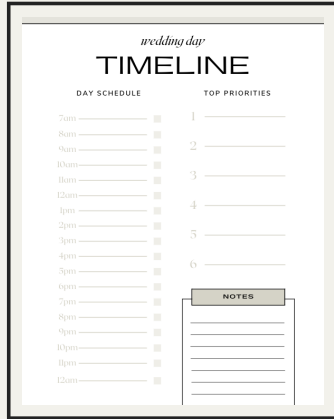 wedding day
TIMELINE
DAY SCHEDULE
7am
8am
9am
10am
11am
12am
1pm
2pm
3pm
4pm
5pm
6pm
7pm
8pm
9pm
10pm
11pm
12am
TOP PRIORITIES
1
2
3
4
5
6
NOTES